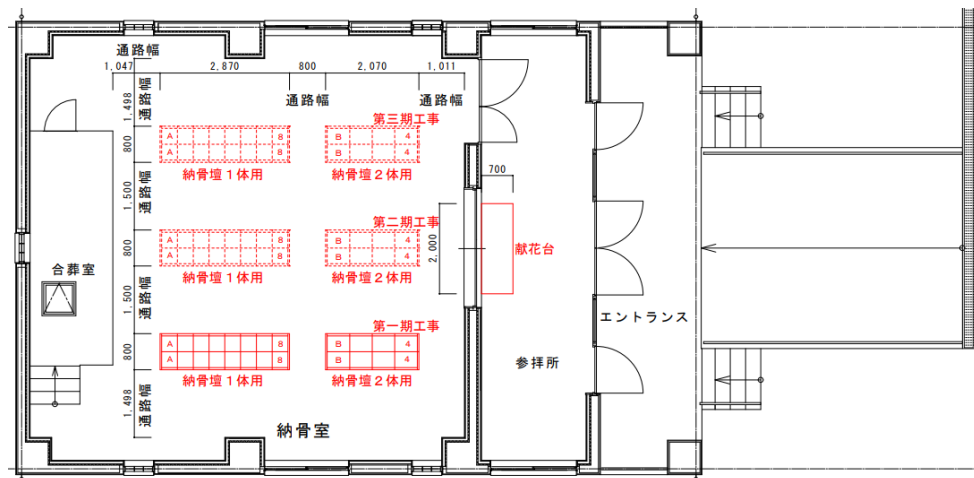 通路幅
1,047
2,870
800
2,070
1,011
通路幅
通路幅
1,498
通路幅
第三期工事
800
A
8
A
8
B
4
B
4
納骨壇１体用
納骨壇２体用
1,500
通路幅
700
2,000
献花台
第二期工事
800
A
8
A
8
B
4
B
4
納骨壇１体用
納骨壇２体用
合葬室
1,500
通路幅
エントランス
第一期工事
800
A
8
A
8
B
4
B
4
参拝所
納骨壇１体用
納骨壇２体用
1,498
通路幅
納骨室